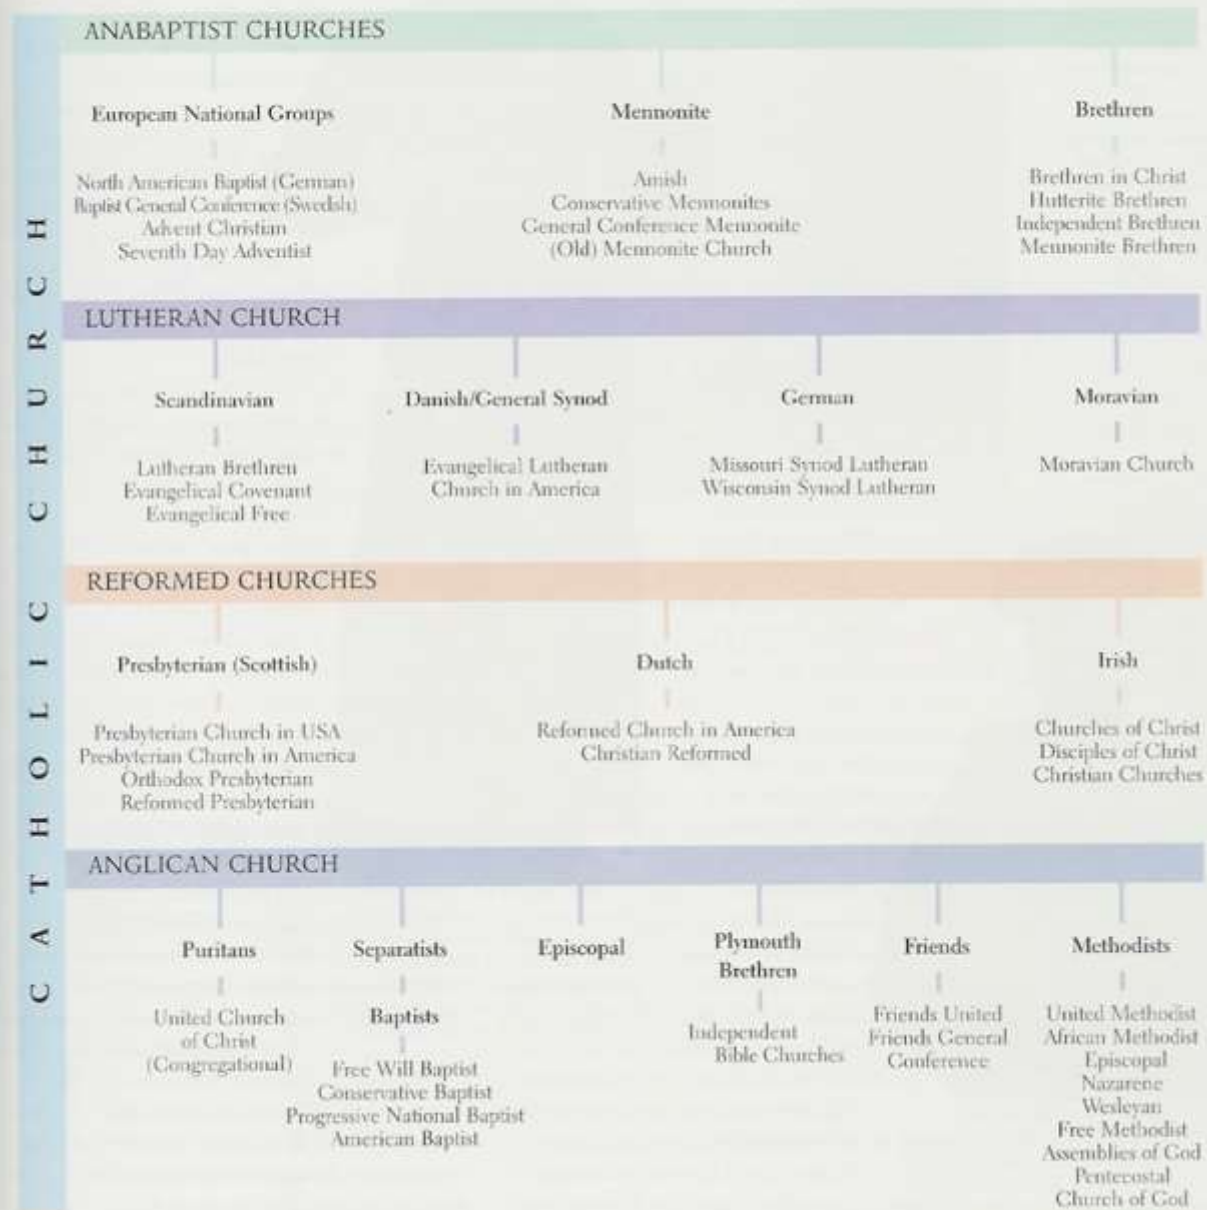 CATHOLIC CHURCH
ANABAPTIST CHURCHES
European National Groups
North American Baptist (German)
Baptist General Conference (Swedish)
Advent Christian
Seventh Day Adventist
Mennonite
Amish
Conservative Mennonites
General Conference Mennonite
(Old) Mennonite Church
Brethren
Brethren in Christ
Hutterite Brethren
Independent Brethren
Mennonite Brethren
LUTHERAN CHURCH
Scandinavian
Lutheran Brethren
Evangelical Covenant
Evangelical Free
Danish/General Synod
Evangelical Lutheran
Church in America
German
Missouri Synod Lutheran
Wisconsin Synod Lutheran
Moravian
Moravian Church
REFORMED CHURCHES
Presbyterian (Scottish)
Presbyterian Church in USA
Presbyterian Church in America
Orthodox Presbyterian
Reformed Presbyterian
Dutch
Reformed Church in America
Christian Reformed
Irish
Churches of Christ
Disciples of Christ
Christian Churches
ANGLICAN CHURCH
Puritans
United Church
of Christ
(Congregational)
Separatists
Baptists
Free Will Baptist
Conservative Baptist
Progressive National Baptist
American Baptist
Episcopal
Plymouth
Brethren
Independent
Bible Churches
Friends
Friends United
Friends General
Conference
Methodists
United Methodist
African Methodist
Episcopal
Nazarene
Wesleyan
Free Methodist
Assemblies of God
Pentecostal
Church of God